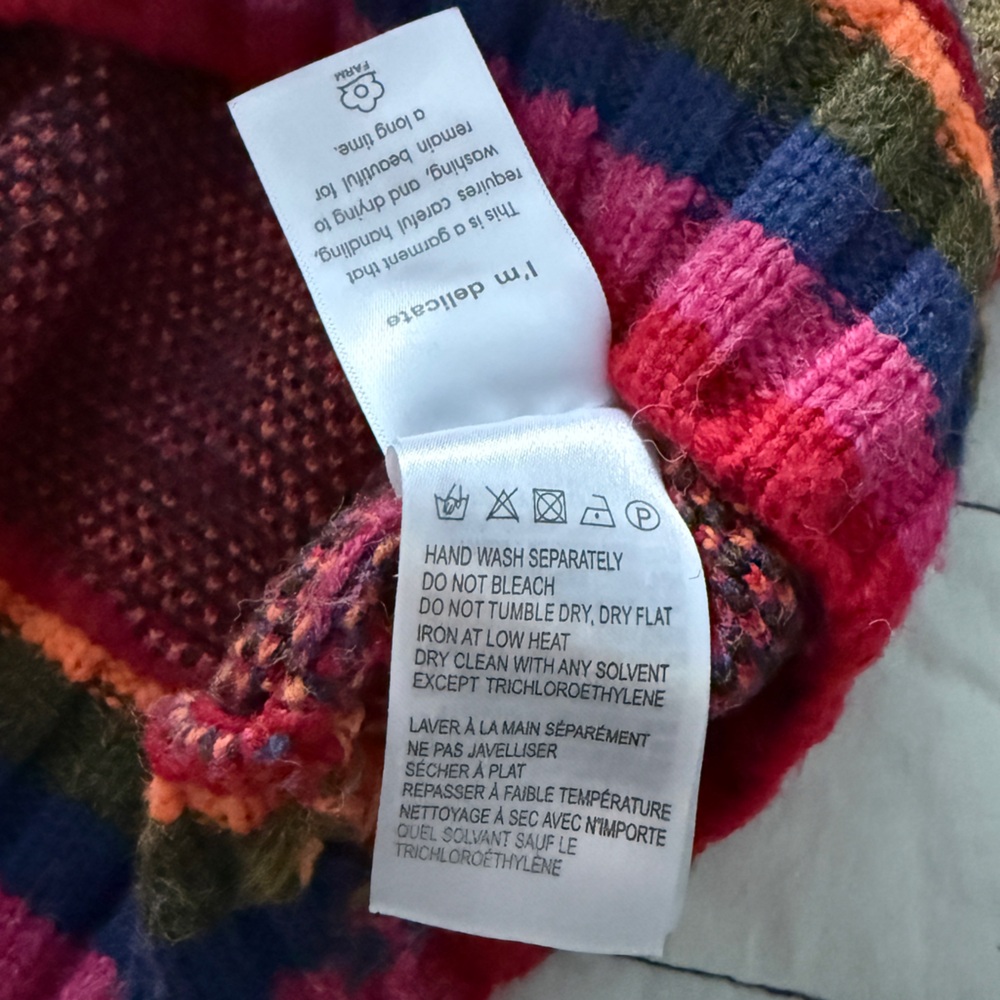 I'm delicate
This is a garment that
requires careful handling,
washing, and drying to
remain beautiful for
a long time.
FARM
P
HAND WASH SEPARATELY
DO NOT BLEACH
DO NOT TUMBLE DRY, DRY FLAT
IRON AT LOW HEAT
DRY CLEAN WITH ANY SOLVENT
EXCEPT TRICHLOROETHYLENE
LAVER À LA MAIN SÉPARÉMENT
NE PAS JAVELLISER
SÉCHER À PLAT
REPASSER À FAIBLE TEMPÉRATURE
NETTOYAGE À SEC AVEC N'IMPORTE
QUEL SOLVANT SAUF LE
TRICHLOROÉTHYLÈNE